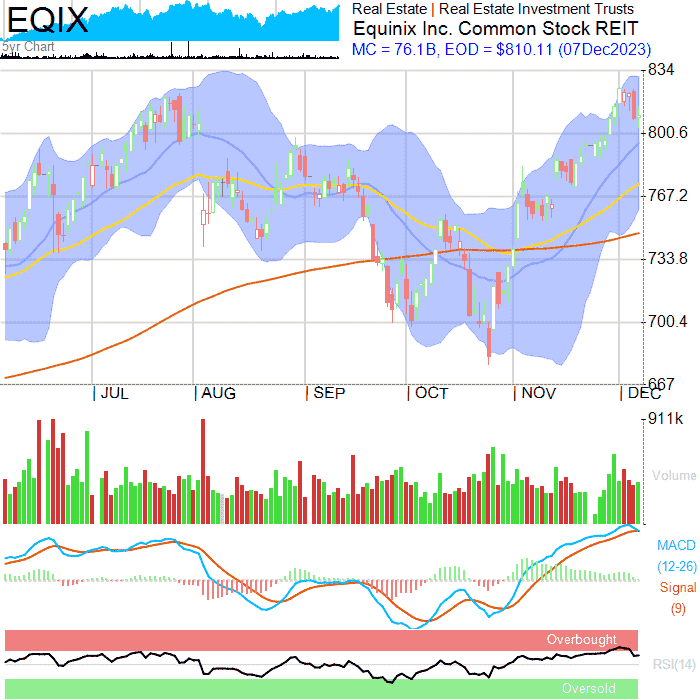 EQIX
5yr Chart
Real Estate | Real Estate Investment Trusts
Equinix Inc. Common Stock REIT
MC = 76.1B, EOD = $810.11 (07Dec2023)
834
800.6
767.2
733.8
700.4
667
| JUL | AUG | SEP | OCT | NOV | DEC
911k
Volume
MACD
(12-26)
Signal
(9)
Overbought
RSI(14)
Oversold